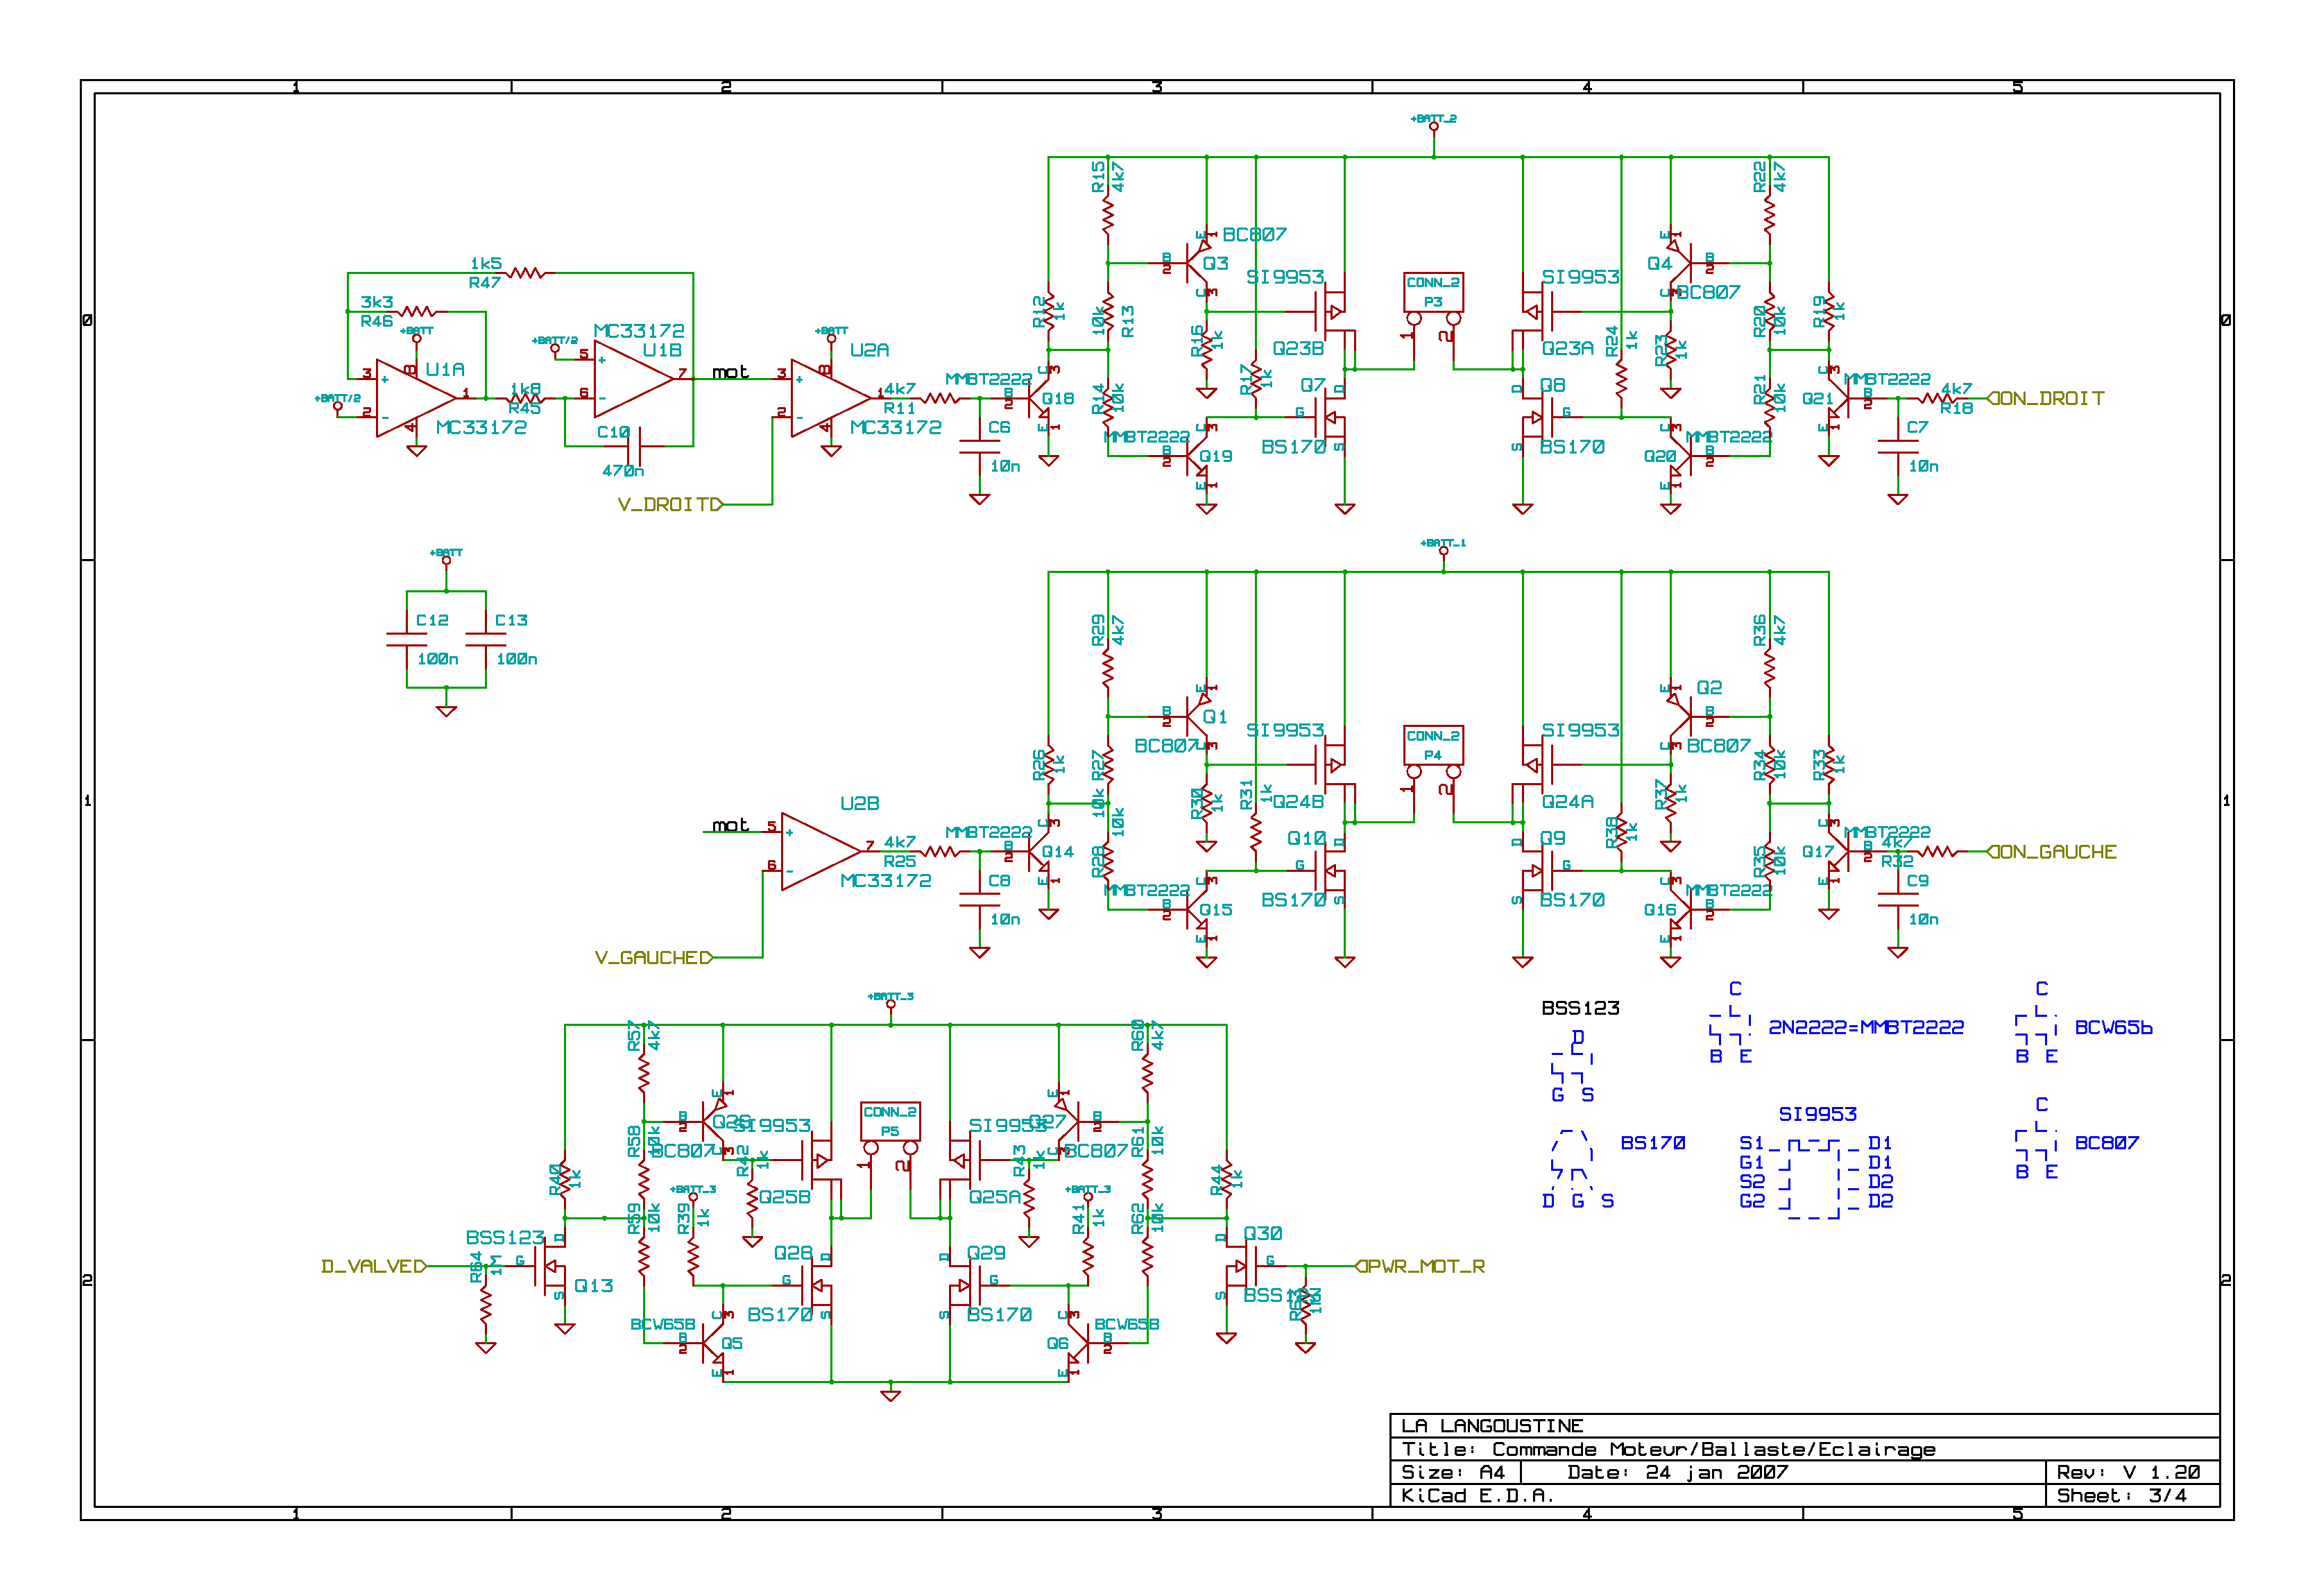 1 2 3 4 5
+BATT_2
R15 4k7
R22 4k7
E 1 BC807
B 2 Q3
SI9953
CONN_2
P3
1 2
SI9953
Q4
BC807
1k5
R47
3k3
R46
+BATT
U1A
MC33172
+BATT/2
+BATT/2
MC33172
U1B
1k8
R45
C10
470n
mot
+BATT
U2A
MC33172
4k7
R11
MMBT2222
Q18
C6
10n
V_DROIT
R12 1k
R13 10k
R14 10k
R16 1k
R17 1k
Q23B
Q7
BS170
MMBT2222
Q19
Q23A
Q8
BS170
R24 1k
R23 1k
R20 10k
R19 1k
R21 10k
MMBT2222
Q20
MMBT2222
Q21
4k7
R18
ON_DROIT
C7
10n
+BATT
C12
100n
C13
100n
+BATT_1
R29 4k7
R36 4k7
Q1
BC807
SI9953
CONN_2
P4
1 2
SI9953
Q2
BC807
R26 1k
R27 10k
R28 10k
R30 1k
R31 1k
Q24B
Q10
BS170
Q24A
Q9
BS170
R38 1k
R37 1k
R34 10k
R33 1k
R35 10k
mot
U2B
MC33172
4k7
R25
MMBT2222
Q14
C8
10n
MMBT2222
Q15
MMBT2222
Q16
MMBT2222
Q17
4k7
R32
ON_GAUCHE
C9
10n
V_GAUCHE
+BATT_3
R57 4k7
R60 4k7
SI9953
CONN_2
P5
1 2
SI9953
Q27
BC807
BC807
R58 10k
R59 10k
R42 1k
R43 1k
R61 10k
R62 10k
R40 1k
R44 1k
+BATT_3
R39 1k
+BATT_3
R41 1k
Q25B
Q25A
BSS123
Q13
D_VALVE
R64 1M
Q28
BS170
Q29
BS170
Q30
PWR_MOT_R
BCW65B
Q5
BCW65B
Q6
BSS123
D
G S
C
2N2222=MMBT2222
B E
C
BCW65b
B E
BS170
D G S
SI9953
S1 D1
G1 D1
S2 D2
G2 D2
C
BC807
B E
LA LANGOUSTINE
Title: Commande Moteur/Ballaste/Eclairage
Size: A4 Date: 24 jan 2007 Rev: V 1.20
KiCad E.D.A. Sheet: 3/4
1 2 3 4 5